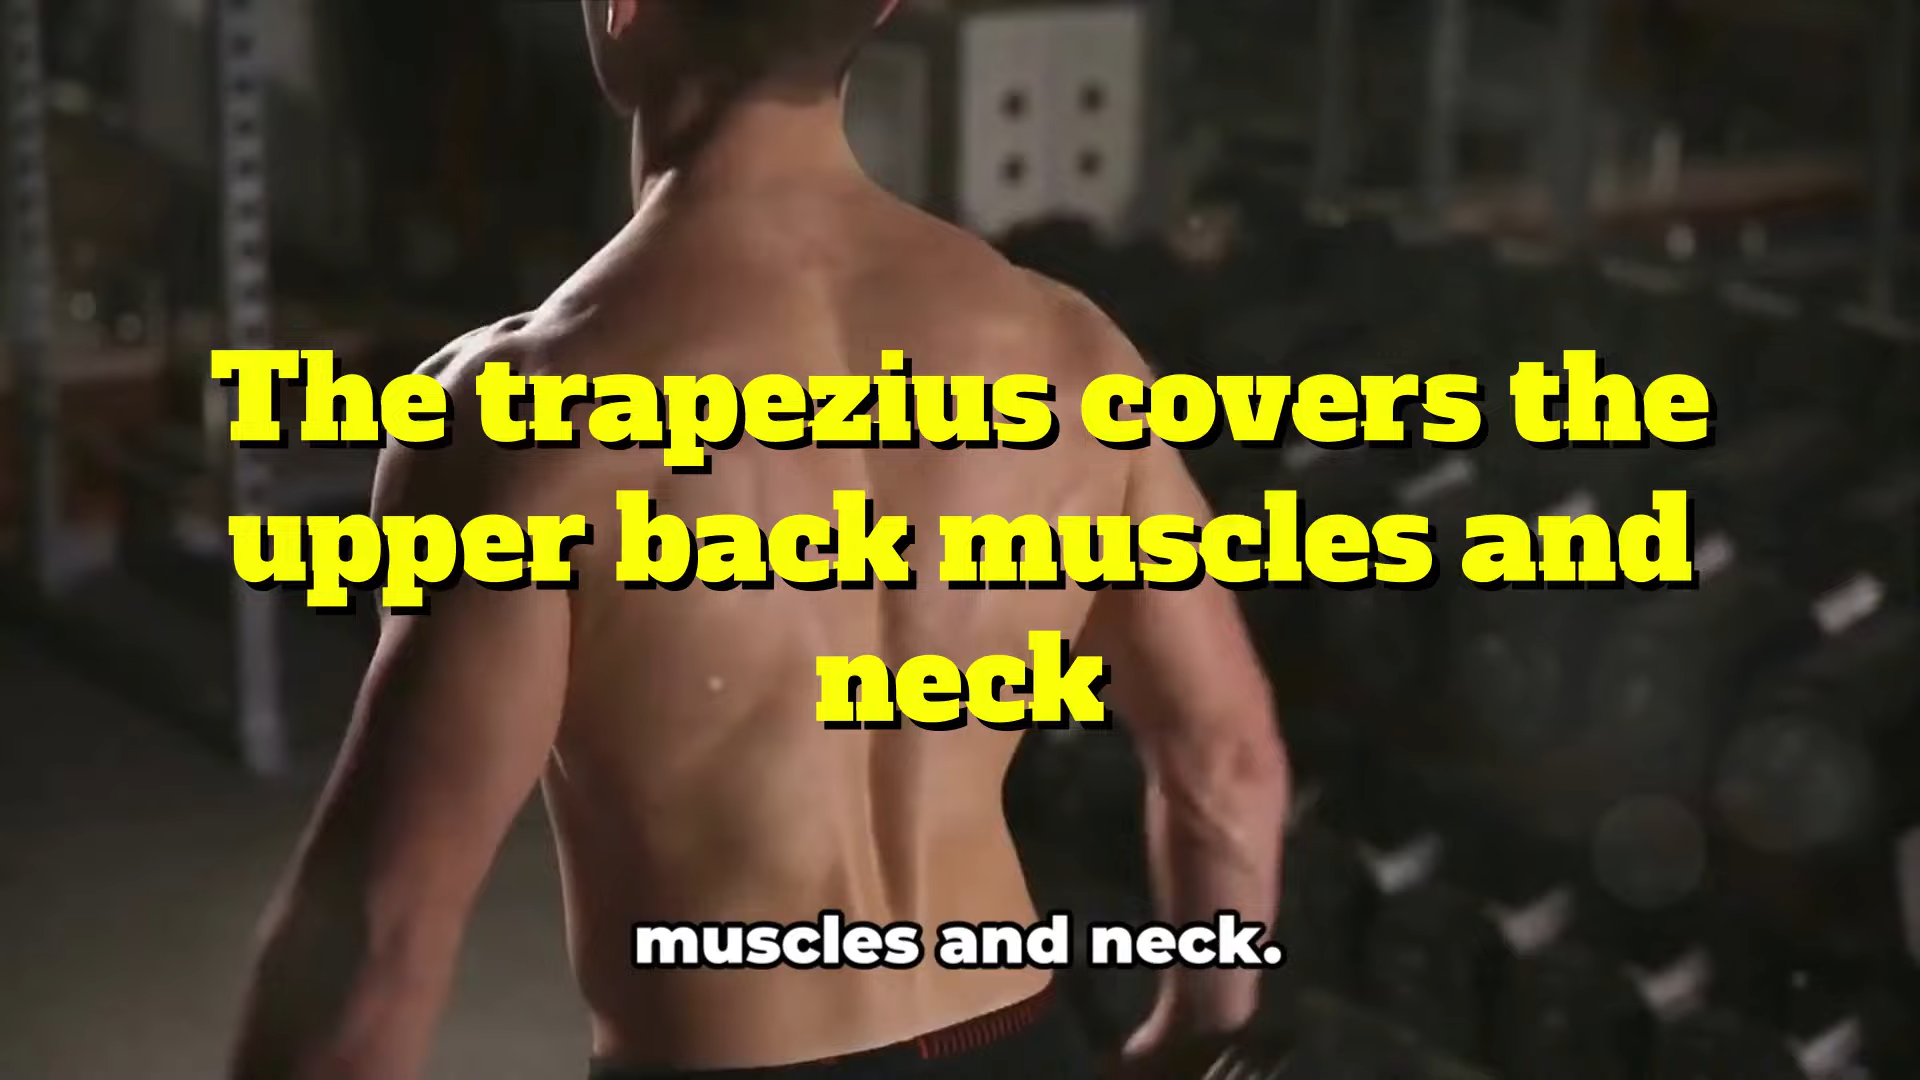 The trapezius covers the
upper back muscles and
neck
muscles and neck.